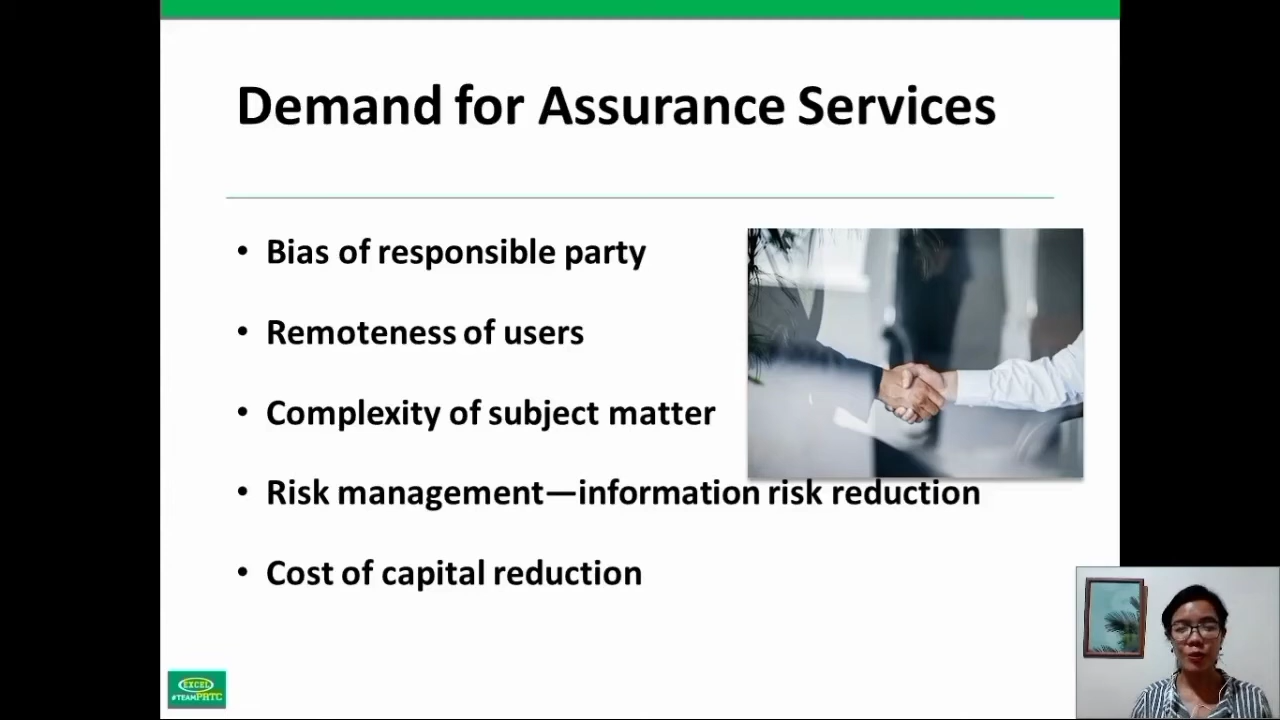 Demand for Assurance Services
• Bias of responsible party
• Remoteness of users
• Complexity of subject matter
• Risk management—information risk reduction
• Cost of capital reduction
EXCEL
#TEAMPRTC